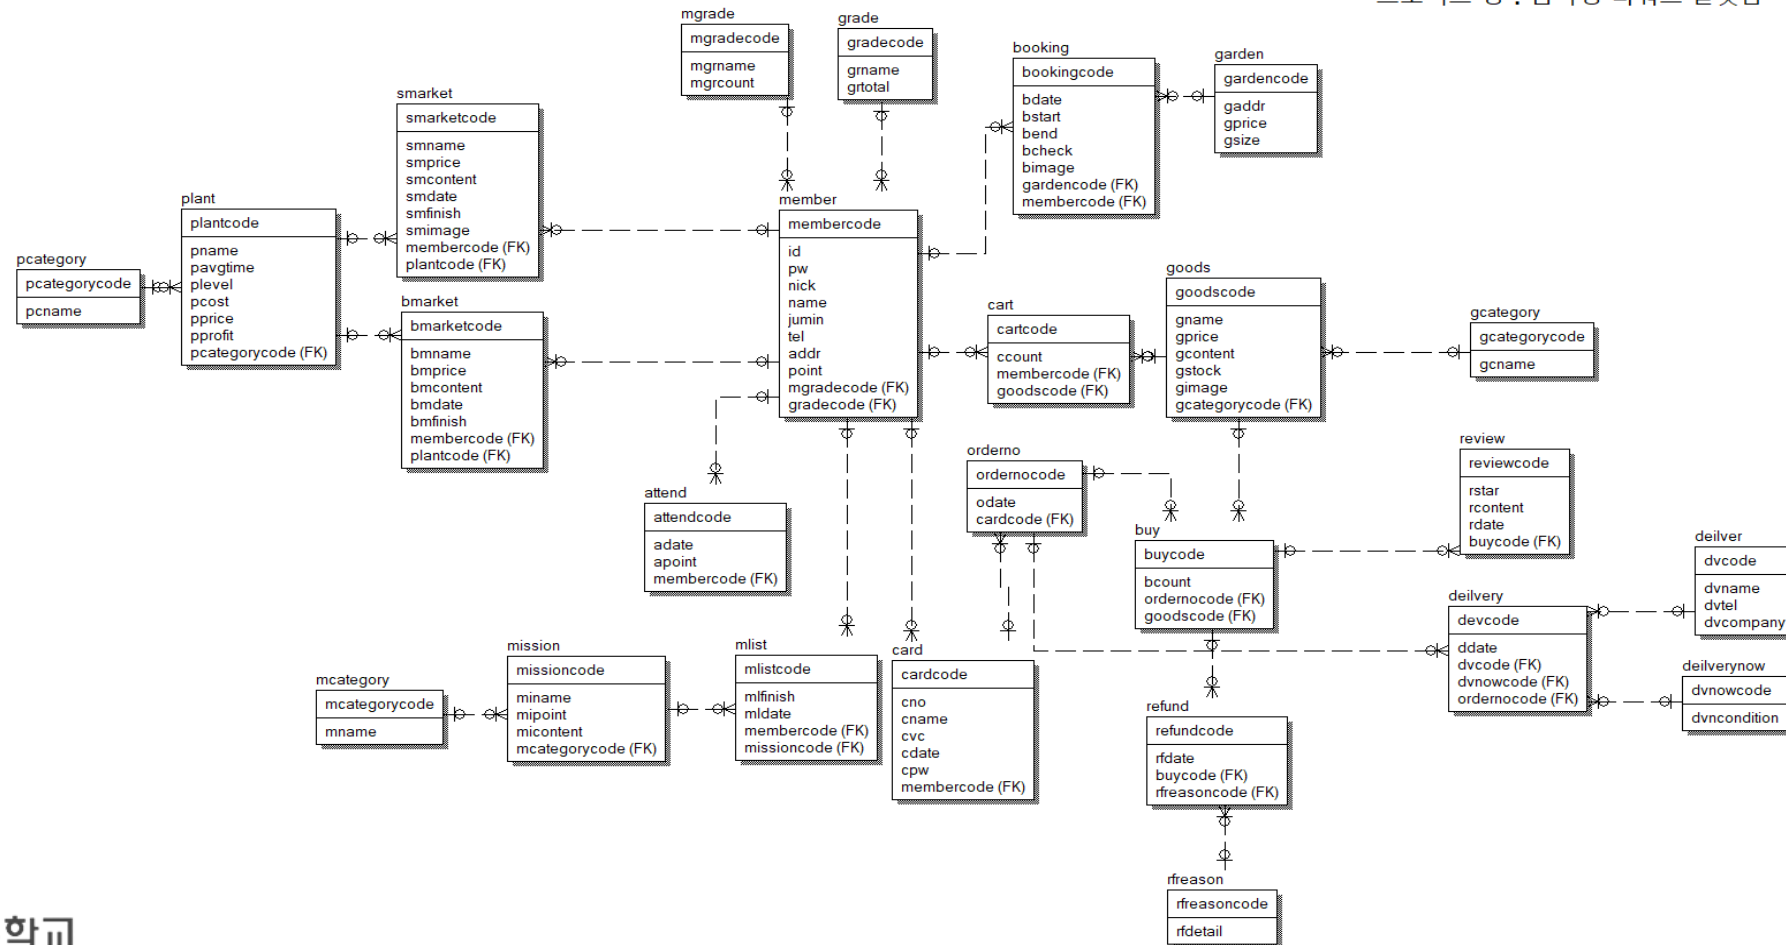 mgrade
mgradecode
mgrname
mgrcount
grade
gradecode
grname
grtotal
booking
bookingcode
bdate
bstart
bend
bcheck
bimage
gardencode (FK)
membercode (FK)
garden
gardencode
gaddr
gprice
gsize
smarket
smarketcode
smname
smprice
smcontent
smdate
smfinish
smimage
membercode (FK)
plantcode (FK)
plant
plantcode
pname
pavgtime
plevel
pcost
pprice
pprofit
pcategorycode (FK)
pcategory
pcategorycode
pcname
bmarket
bmarketcode
bmname
bmprice
bmcontent
bmdate
bmfinish
membercode (FK)
plantcode (FK)
member
membercode
id
pw
nick
name
jumin
tel
addr
point
mgradecode (FK)
gradecode (FK)
cart
cartcode
ccount
membercode (FK)
goodscode (FK)
goods
goodscode
gname
gprice
gcontent
gstock
gimage
gcategorycode (FK)
gcategory
gcategorycode
gcname
attend
attendcode
adate
apoint
membercode (FK)
orderno
ordernocode
odate
cardcode (FK)
buy
buycode
bcount
ordernocode (FK)
goodscode (FK)
review
reviewcode
rstar
rcontent
rdate
buycode (FK)
deilver
dvcode
dvname
dvtel
dvcompany
deilvery
devcode
ddate
dvcode (FK)
dvnowcode (FK)
ordernocode (FK)
deilverynow
dvnowcode
dvncondition
mcategory
mcategorycode
mname
mission
missioncode
miname
mipoint
micontent
mcategorycode (FK)
mlist
mlistcode
mlfinish
mldate
membercode (FK)
missioncode (FK)
card
cardcode
cno
cname
cvc
cdate
cpw
membercode (FK)
refund
refundcode
rfdate
buycode (FK)
rfreasoncode (FK)
rfreason
rfreasoncode
rfdetail
학교